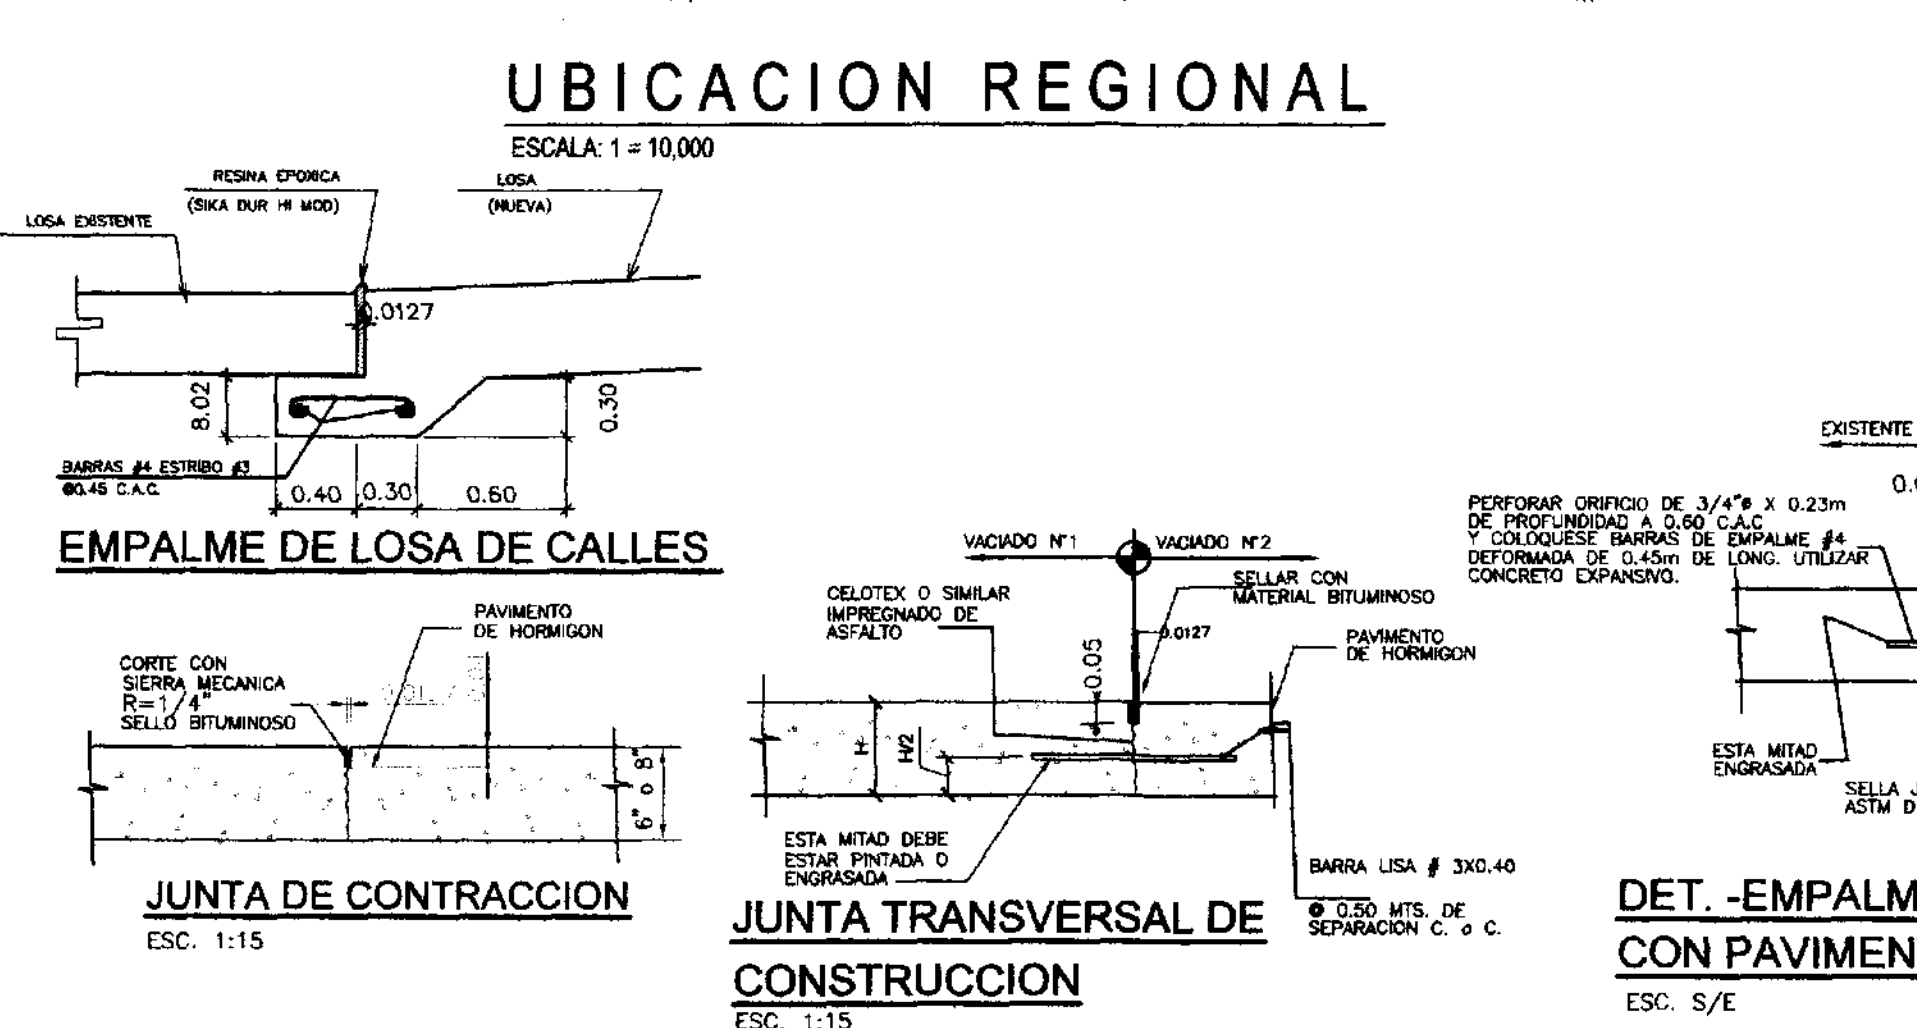 UBICACION REGIONAL
ESCALA: 1 = 10,000
RESINA EPOXICA
(SIKA DUR HI MOD)
LOSA
(NUEVA)
LOSA EXISTENTE
0.0127
8.02
0.30
BARRAS #4 ESTRIBO #3
@0.45 C.A.C.
0.40
0.30
0.60
EMPALME DE LOSA DE CALLES
PAVIMENTO
DE HORMIGON
CORTE CON
SIERRA MECANICA
R=1/4"
SELLO BITUMINOSO
6" o 8"
JUNTA DE CONTRACCION
ESC. 1:15
VACIADO N°1
VACIADO N°2
CELOTEX O SIMILAR
IMPREGNADO DE
ASFALTO
SELLAR CON
MATERIAL BITUMINOSO
0.0127
0.05
PAVIMENTO
DE HORMIGON
H
H/2
ESTA MITAD DEBE
ESTAR PINTADA O
ENGRASADA
BARRA LISA # 3X0.40
@ 0.50 MTS. DE
SEPARACION C. a C.
JUNTA TRANSVERSAL DE
CONSTRUCCION
ESC. 1:15
EXISTENTE
PERFORAR ORIFICIO DE 3/4"ø X 0.23m
DE PROFUNDIDAD A 0.60 C.A.C
Y COLOQUESE BARRAS DE EMPALME #4
DEFORMADA DE 0.45m DE LONG. UTILIZAR
CONCRETO EXPANSIVO.
ESTA MITAD
ENGRASADA
SELLA
ASTM D
DET. -EMPALM
CON PAVIMEN
ESC. S/E